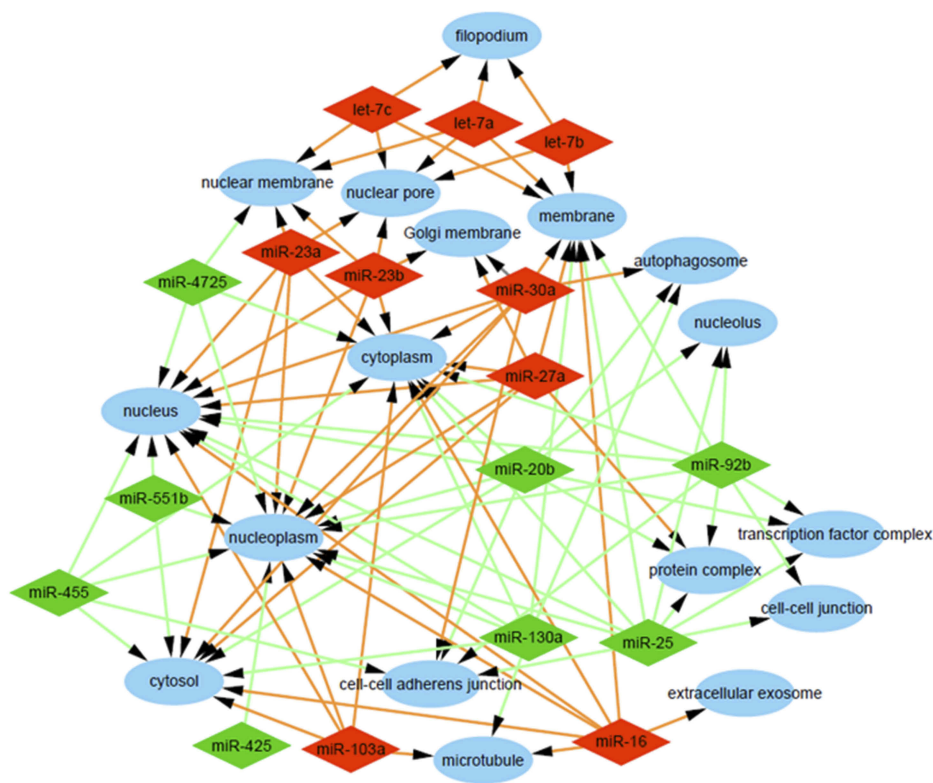 filopodium
let-7c
let-7a
let-7b
nuclear membrane
nuclear pore
membrane
Golgi membrane
miR-23a
miR-23b
miR-4725
miR-30a
autophagosome
nucleolus
cytoplasm
miR-27a
nucleus
miR-20b
miR-92b
miR-551b
nucleoplasm
transcription factor complex
protein complex
miR-455
cell-cell junction
miR-130a
miR-25
cytosol
cell-cell adherens junction
extracellular exosome
miR-425
miR-103a
microtubule
miR-16